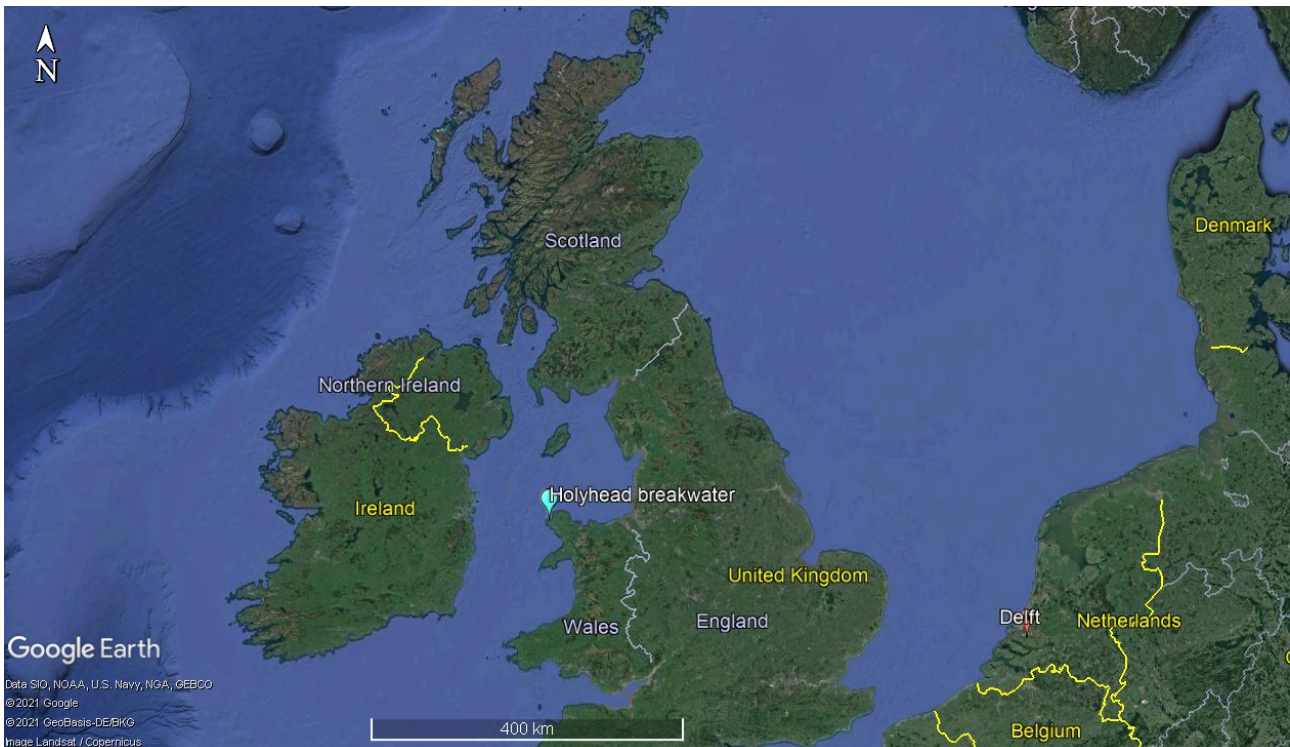 N
Scotland
Denmark
Northern Ireland
Holyhead breakwater
Ireland
United Kingdom
Delft
Netherlands
Wales
England
Google Earth
Data SIO, NOAA, U.S. Navy, NGA, GEBCO
©2021 Google
©2021 GeoBasis-DE/BKG
Image Landsat / Copernicus
400 km
Belgium